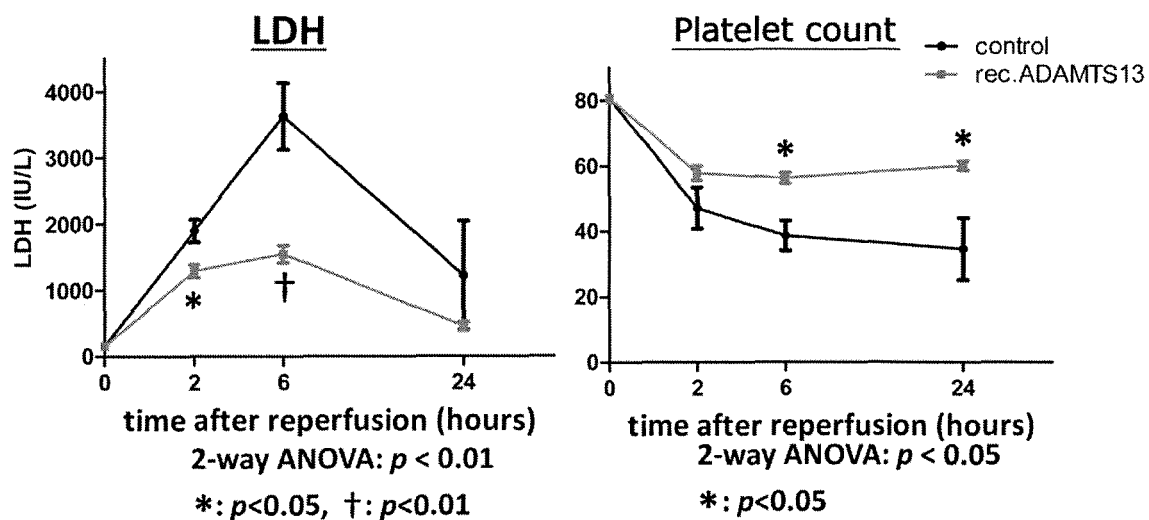 LDH
LDH (IU/L)
4000
3000
2000
1000
0
*
†
0 2 6 24
time after reperfusion (hours)
2-way ANOVA: p < 0.01
*: p<0.05, †: p<0.01
Platelet count
control
rec.ADAMTS13
80
60
40
20
0
* *
0 2 6 24
time after reperfusion (hours)
2-way ANOVA: p < 0.05
*: p<0.05